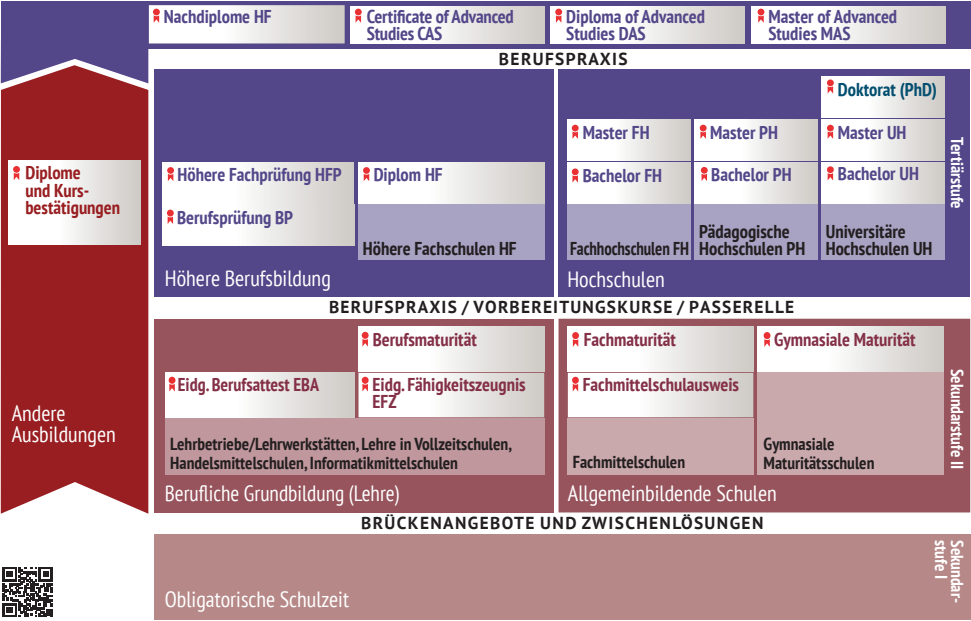 Nachdiplome HF
Certificate of Advanced
Studies CAS
Diploma of Advanced
Studies DAS
Master of Advanced
Studies MAS
BERUFSPRAXIS
Doktorat (PhD)
Master FH
Master PH
Master UH
Tertiärstufe
Diplome
und Kurs-
bestätigungen
Höhere Fachprüfung HFP
Diplom HF
Bachelor FH
Bachelor PH
Bachelor UH
Berufsprüfung BP
Höhere Fachschulen HF
Fachhochschulen FH
Pädagogische
Hochschulen PH
Universitäre
Hochschulen UH
Höhere Berufsbildung
Hochschulen
BERUFSPRAXIS / VORBEREITUNGSKURSE / PASSERELLE
Berufsmaturität
Fachmaturität
Gymnasiale Maturität
Eidg. Berufsattest EBA
Eidg. Fähigkeitszeugnis
EFZ
Fachmittelschulausweis
Sekundarstufe II
Andere
Ausbildungen
Lehrbetriebe/Lehrwerkstätten, Lehre in Vollzeitschulen,
Handelsmittelschulen, Informatikmittelschulen
Fachmittelschulen
Gymnasiale
Maturitätsschulen
Berufliche Grundbildung (Lehre)
Allgemeinbildende Schulen
BRÜCKENANGEBOTE UND ZWISCHENLÖSUNGEN
Sekundar-
stufe I
Obligatorische Schulzeit